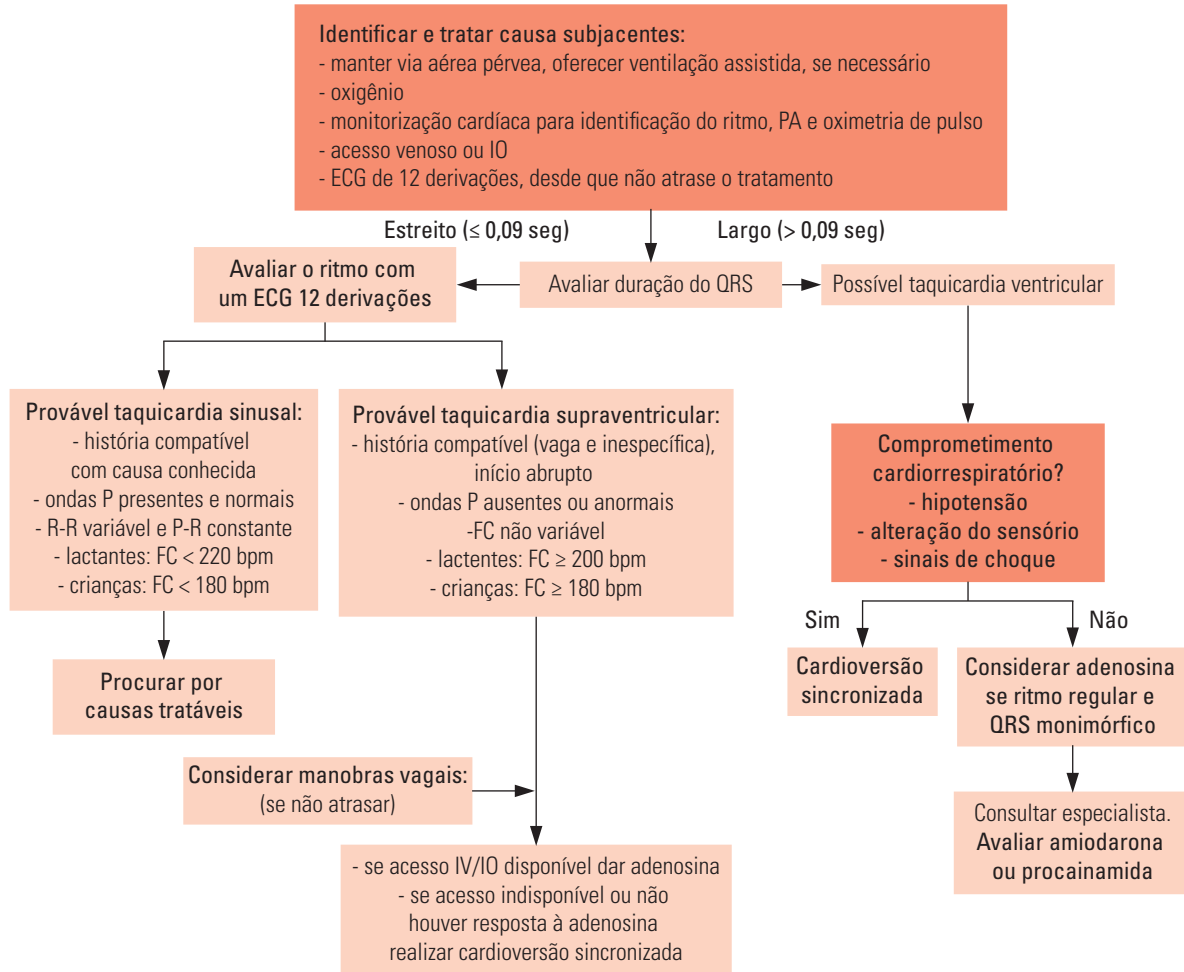 Identificar e tratar causa subjacentes:
- manter via aérea pérvea, oferecer ventilação assistida, se necessário
- oxigênio
- monitorização cardíaca para identificação do ritmo, PA e oximetria de pulso
- acesso venoso ou IO
- ECG de 12 derivações, desde que não atrase o tratamento
Estreito (≤ 0,09 seg)
Largo (> 0,09 seg)
Avaliar o ritmo com
um ECG 12 derivações
Avaliar duração do QRS
Possível taquicardia ventricular
Provável taquicardia sinusal:
- história compatível
com causa conhecida
- ondas P presentes e normais
- R-R variável e P-R constante
- lactantes: FC < 220 bpm
- crianças: FC < 180 bpm
Provável taquicardia supraventricular:
- história compatível (vaga e inespecífica),
início abrupto
- ondas P ausentes ou anormais
-FC não variável
- lactentes: FC ≥ 200 bpm
- crianças: FC ≥ 180 bpm
Comprometimento
cardiorrespiratório?
- hipotensão
- alteração do sensório
- sinais de choque
Sim
Não
Procurar por
causas tratáveis
Cardioversão
sincronizada
Considerar adenosina
se ritmo regular e
QRS monimórfico
Considerar manobras vagais:
(se não atrasar)
Consultar especialista.
Avaliar amiodarona
ou procainamida
- se acesso IV/IO disponível dar adenosina
- se acesso indisponível ou não
houver resposta à adenosina
realizar cardioversão sincronizada